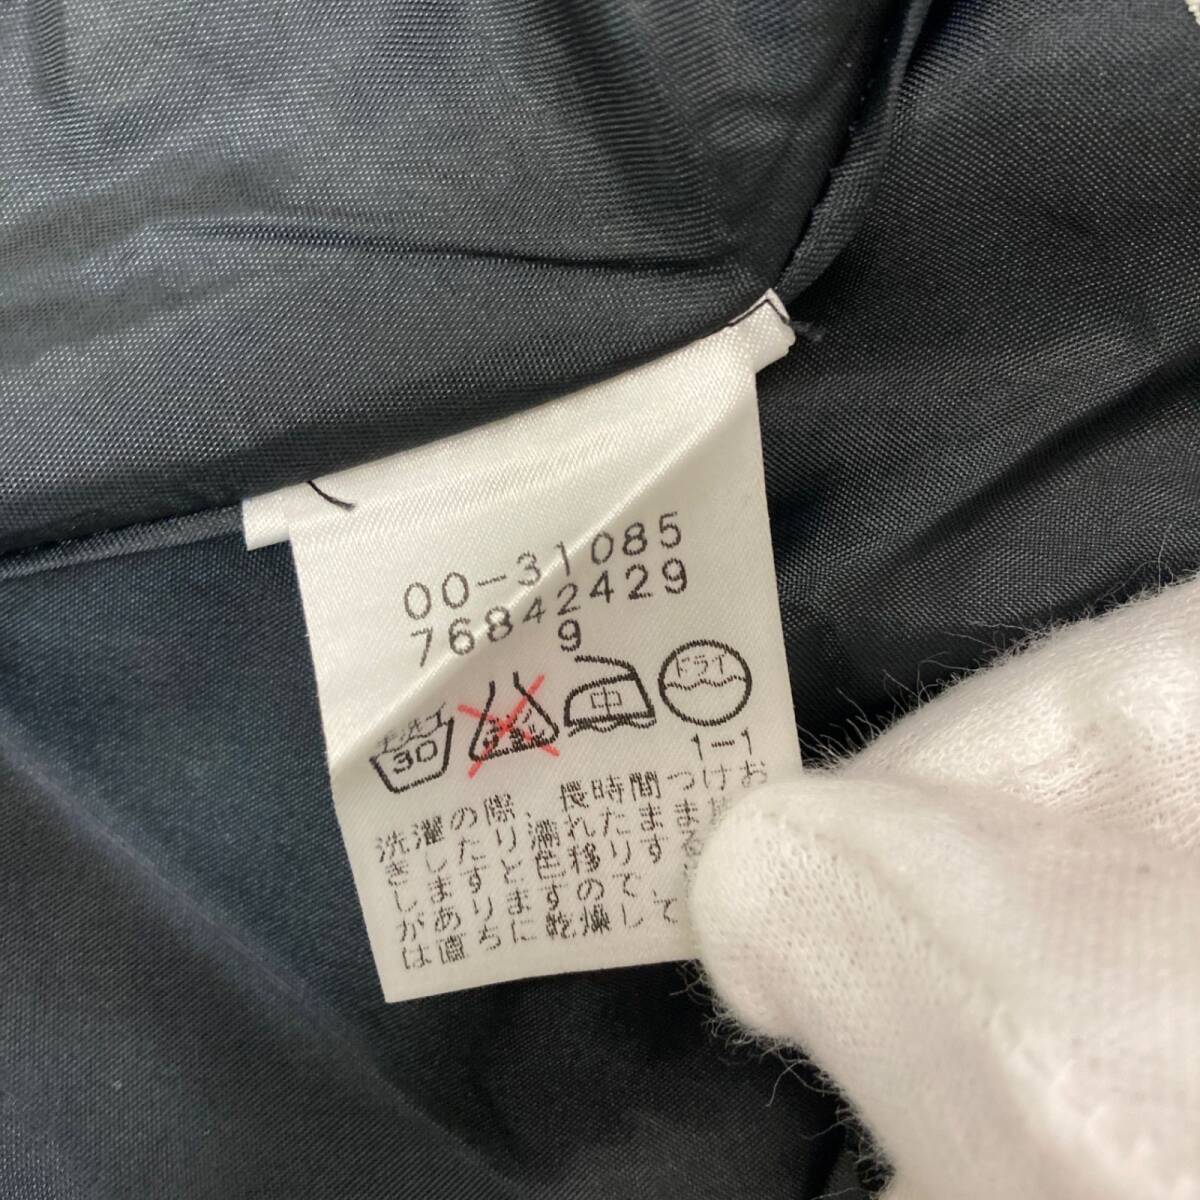 00-31085
76842429
9
手洗イ
30
中
ドライ
1-1
洗濯の際、長時間つけお
きしたり濡れたまま
しますと色移りする
がありますので、
は直ちに乾燥して